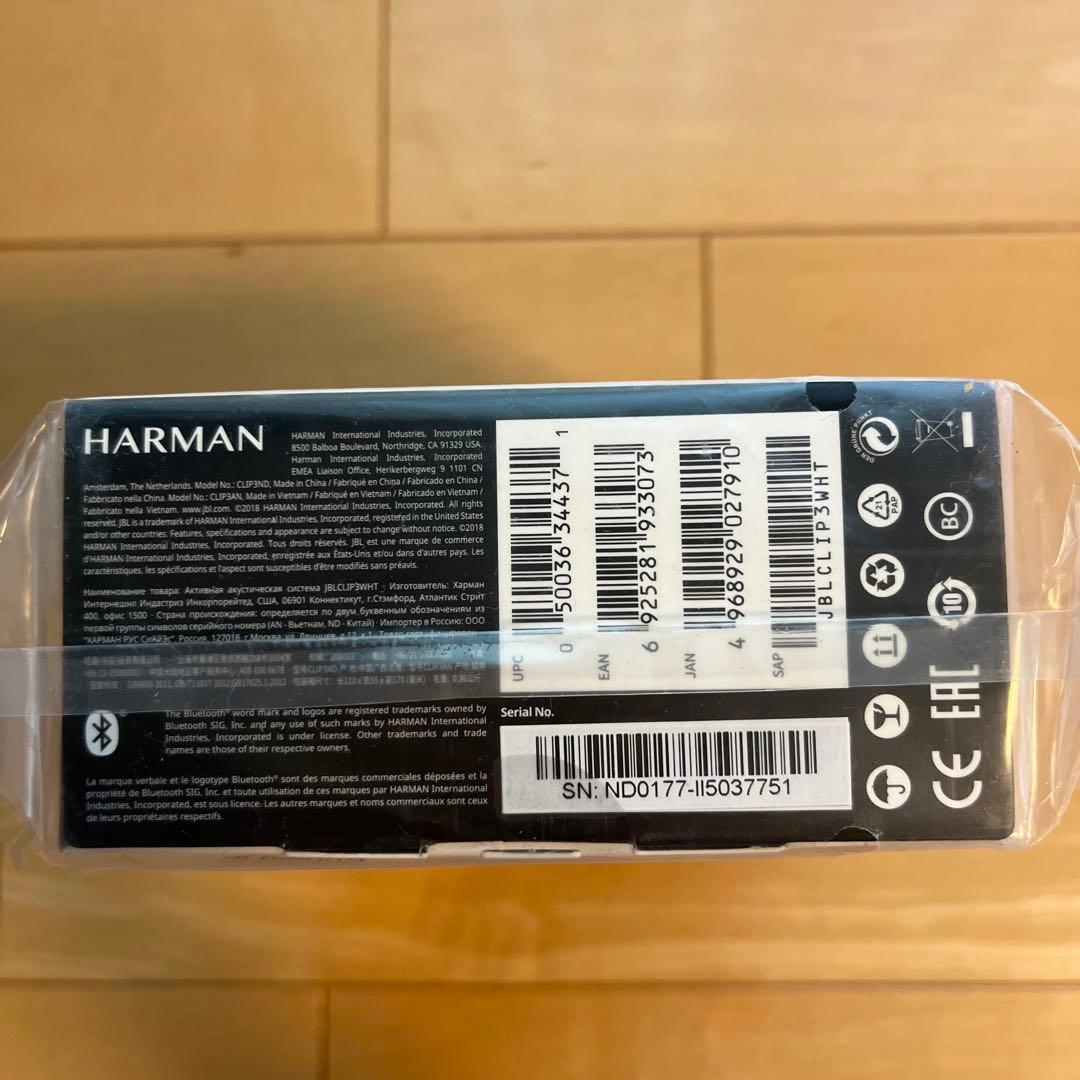 HARMAN
HARMAN International Industries, Incorporated
8500 Balboa Boulevard, Northridge, CA 91329 USA,
Harman International Industries, Incorporated
EMEA Liaison Office, Herikerbergweg 9 1101 CN
Amsterdam, The Netherlands. Model No.: CLIP3ND, Made in China / Fabriqué en China / Fabricado en China /
Fabbricato nella China. Model No.: CLIP3AN, Made in Vietnam / Fabriqué en Vietnam / Fabricado en Vietnam /
Fabbricato nella Vietnam. www.jbl.com. ©2018 HARMAN International Industries, Incorporated. All rights
reserved. JBL is a trademark of HARMAN International Industries, Incorporated, registered in the United States
and/or other countries. Features, specifications and appearance are subject to change without notice. ©2018
HARMAN International Industries, Incorporated. Tous droits réservés. JBL est une marque de commerce
d'HARMAN International Industries, Incorporated, enregistrée aux États-Unis et/ou dans d'autres pays. Les
caractéristiques, les spécifications et l'aspect sont susceptibles d'être modifiés sans préavis.
Наименование товара: Активная акустическая система JBLCLIP3WHT · Изготовитель: Харман
Интернешнл Индастриз Инкорпорейтед, США, 06901 Коннектикут, г.Стэмфорд, Атлантик Стрит
400, офис 1500 · Страна происхождения: определяется по двум буквенным обозначениям из
первой группы символов серийного номера (AN - Вьетнам, ND - Китай) · Импортер в Россию: ООО
"ХАРМАН РУС СиАйЭс", Россия, 127018, г.Москва, ул. Двинцев, д.12, к.1 · Товар сертифицирован
The Bluetooth® word mark and logos are registered trademarks owned by
Bluetooth SIG, Inc. and any use of such marks by HARMAN International
Industries, Incorporated is under license. Other trademarks and trade
names are those of their respective owners.
La marque verbale et le logotype Bluetooth® sont des marques commerciales déposées et la
propriété de Bluetooth SIG, Inc. et toute utilisation de ces marques par HARMAN International
Industries, Incorporated, est sous licence. Les autres marques et noms commerciaux sont ceux
de leurs propriétaires respectifs.
UPC
0 50036 34437 1
EAN
6 925281 933073
JAN
4 968929 027910
SAP
JBLCLIP3WHT
Serial No.
SN: ND0177-II5037751
DER GRÜNE PUNKT
21
PAP
BC
10
EAC
CE